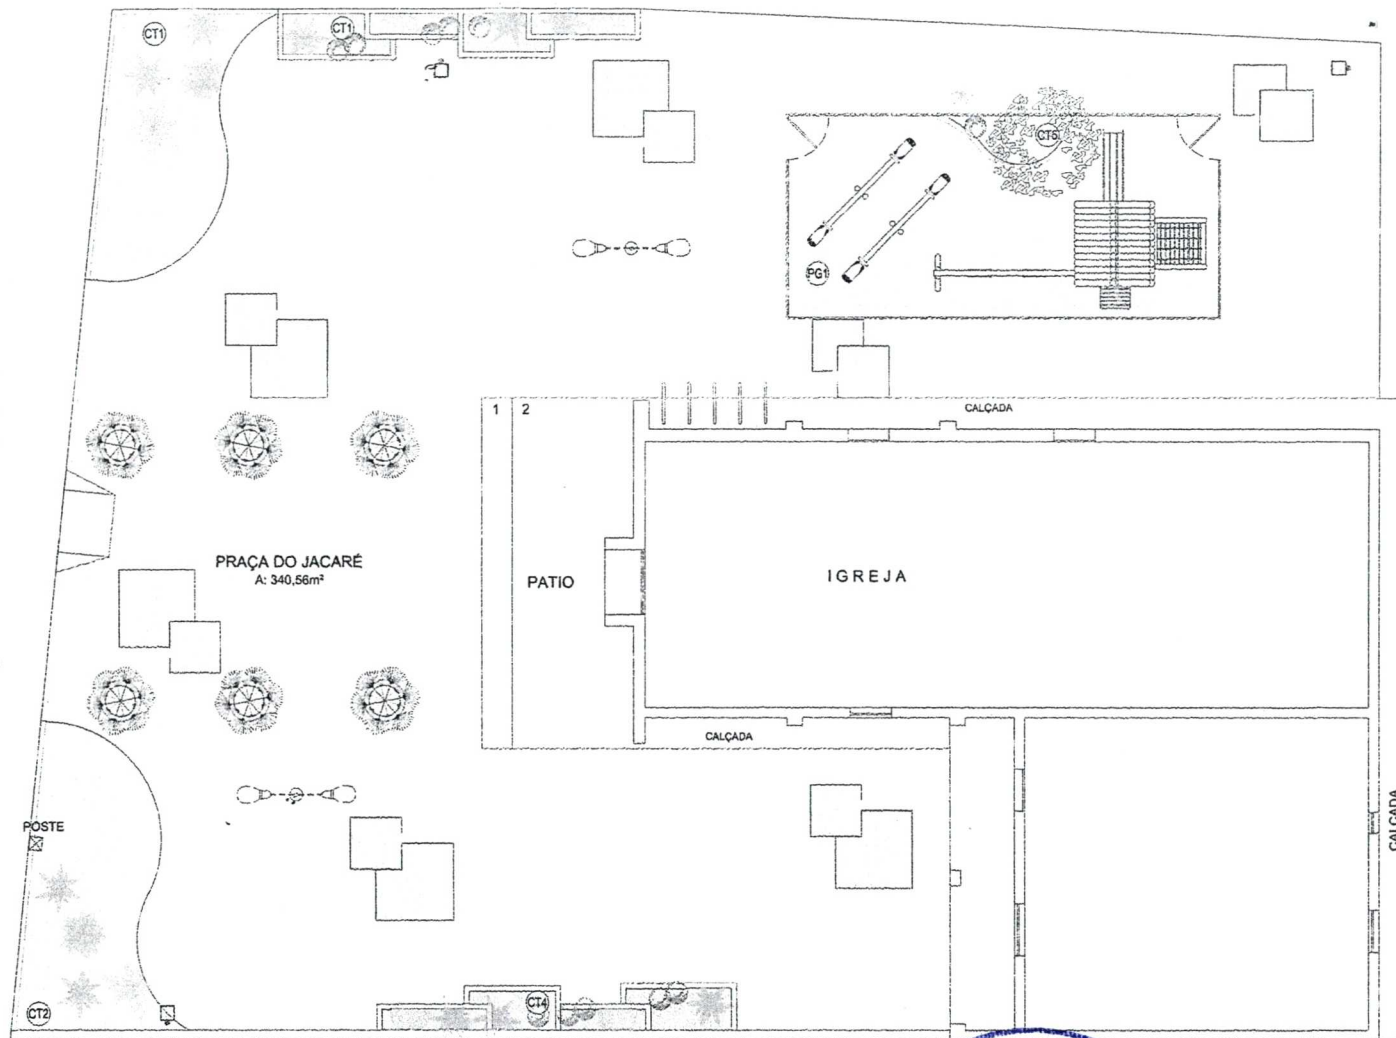 CT1
CT1
CT5
PG1
1 2
CALÇADA
PRAÇA DO JACARÉ
A: 340,56m²
PATIO
IGREJA
CALÇADA
POSTE
CALÇADA
CT2
CT4